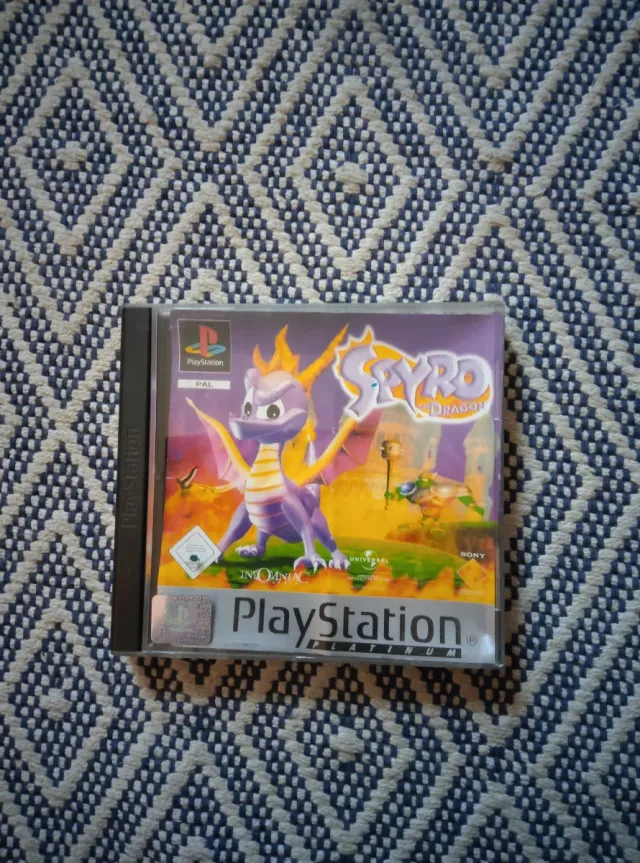 PlayStation
PlayStation
PAL
SPYRO
THE DRAGON
INSOMNIAC
UNIVERSAL
SONY
PlayStation
PLATINUM